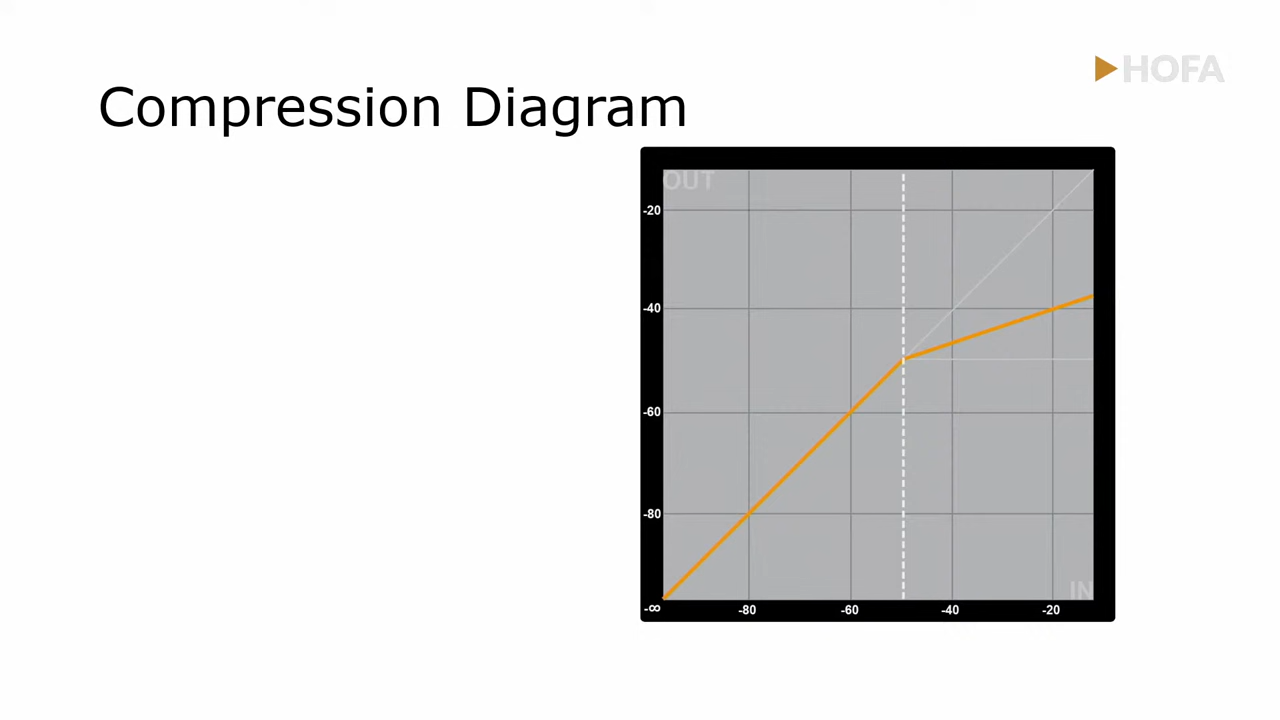 HOFA
Compression Diagram
OUT
-20
-40
-60
-80
IN
-∞ -80 -60 -40 -20